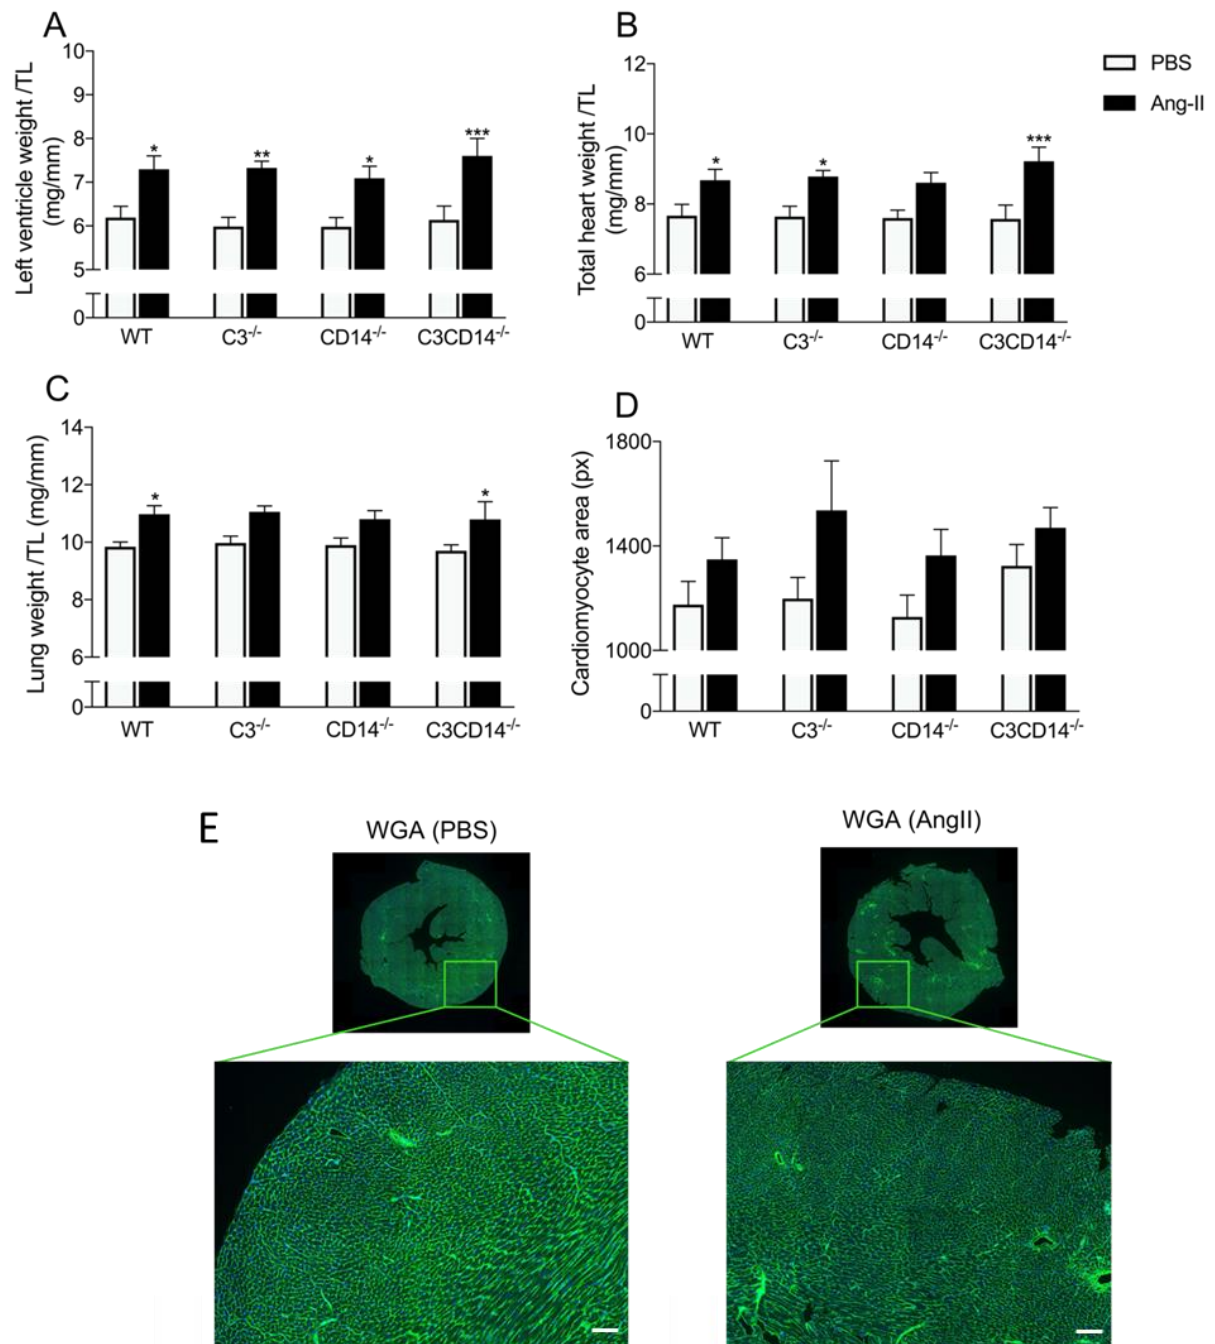 A
Left ventricle weight /TL
(mg/mm)
10
9
8
7
6
5
0
* ** * ***
WT C3-/- CD14-/- C3CD14-/-
B
Total heart weight /TL
(mg/mm)
12
10
8
6
0
* * ***
WT C3-/- CD14-/- C3CD14-/-
PBS
Ang-II
C
Lung weight /TL (mg/mm)
14
12
10
8
6
0
* *
WT C3-/- CD14-/- C3CD14-/-
D
Cardiomyocyte area (px)
1800
1400
1000
0
WT C3-/- CD14-/- C3CD14-/-
E
WGA (PBS)
WGA (AngII)